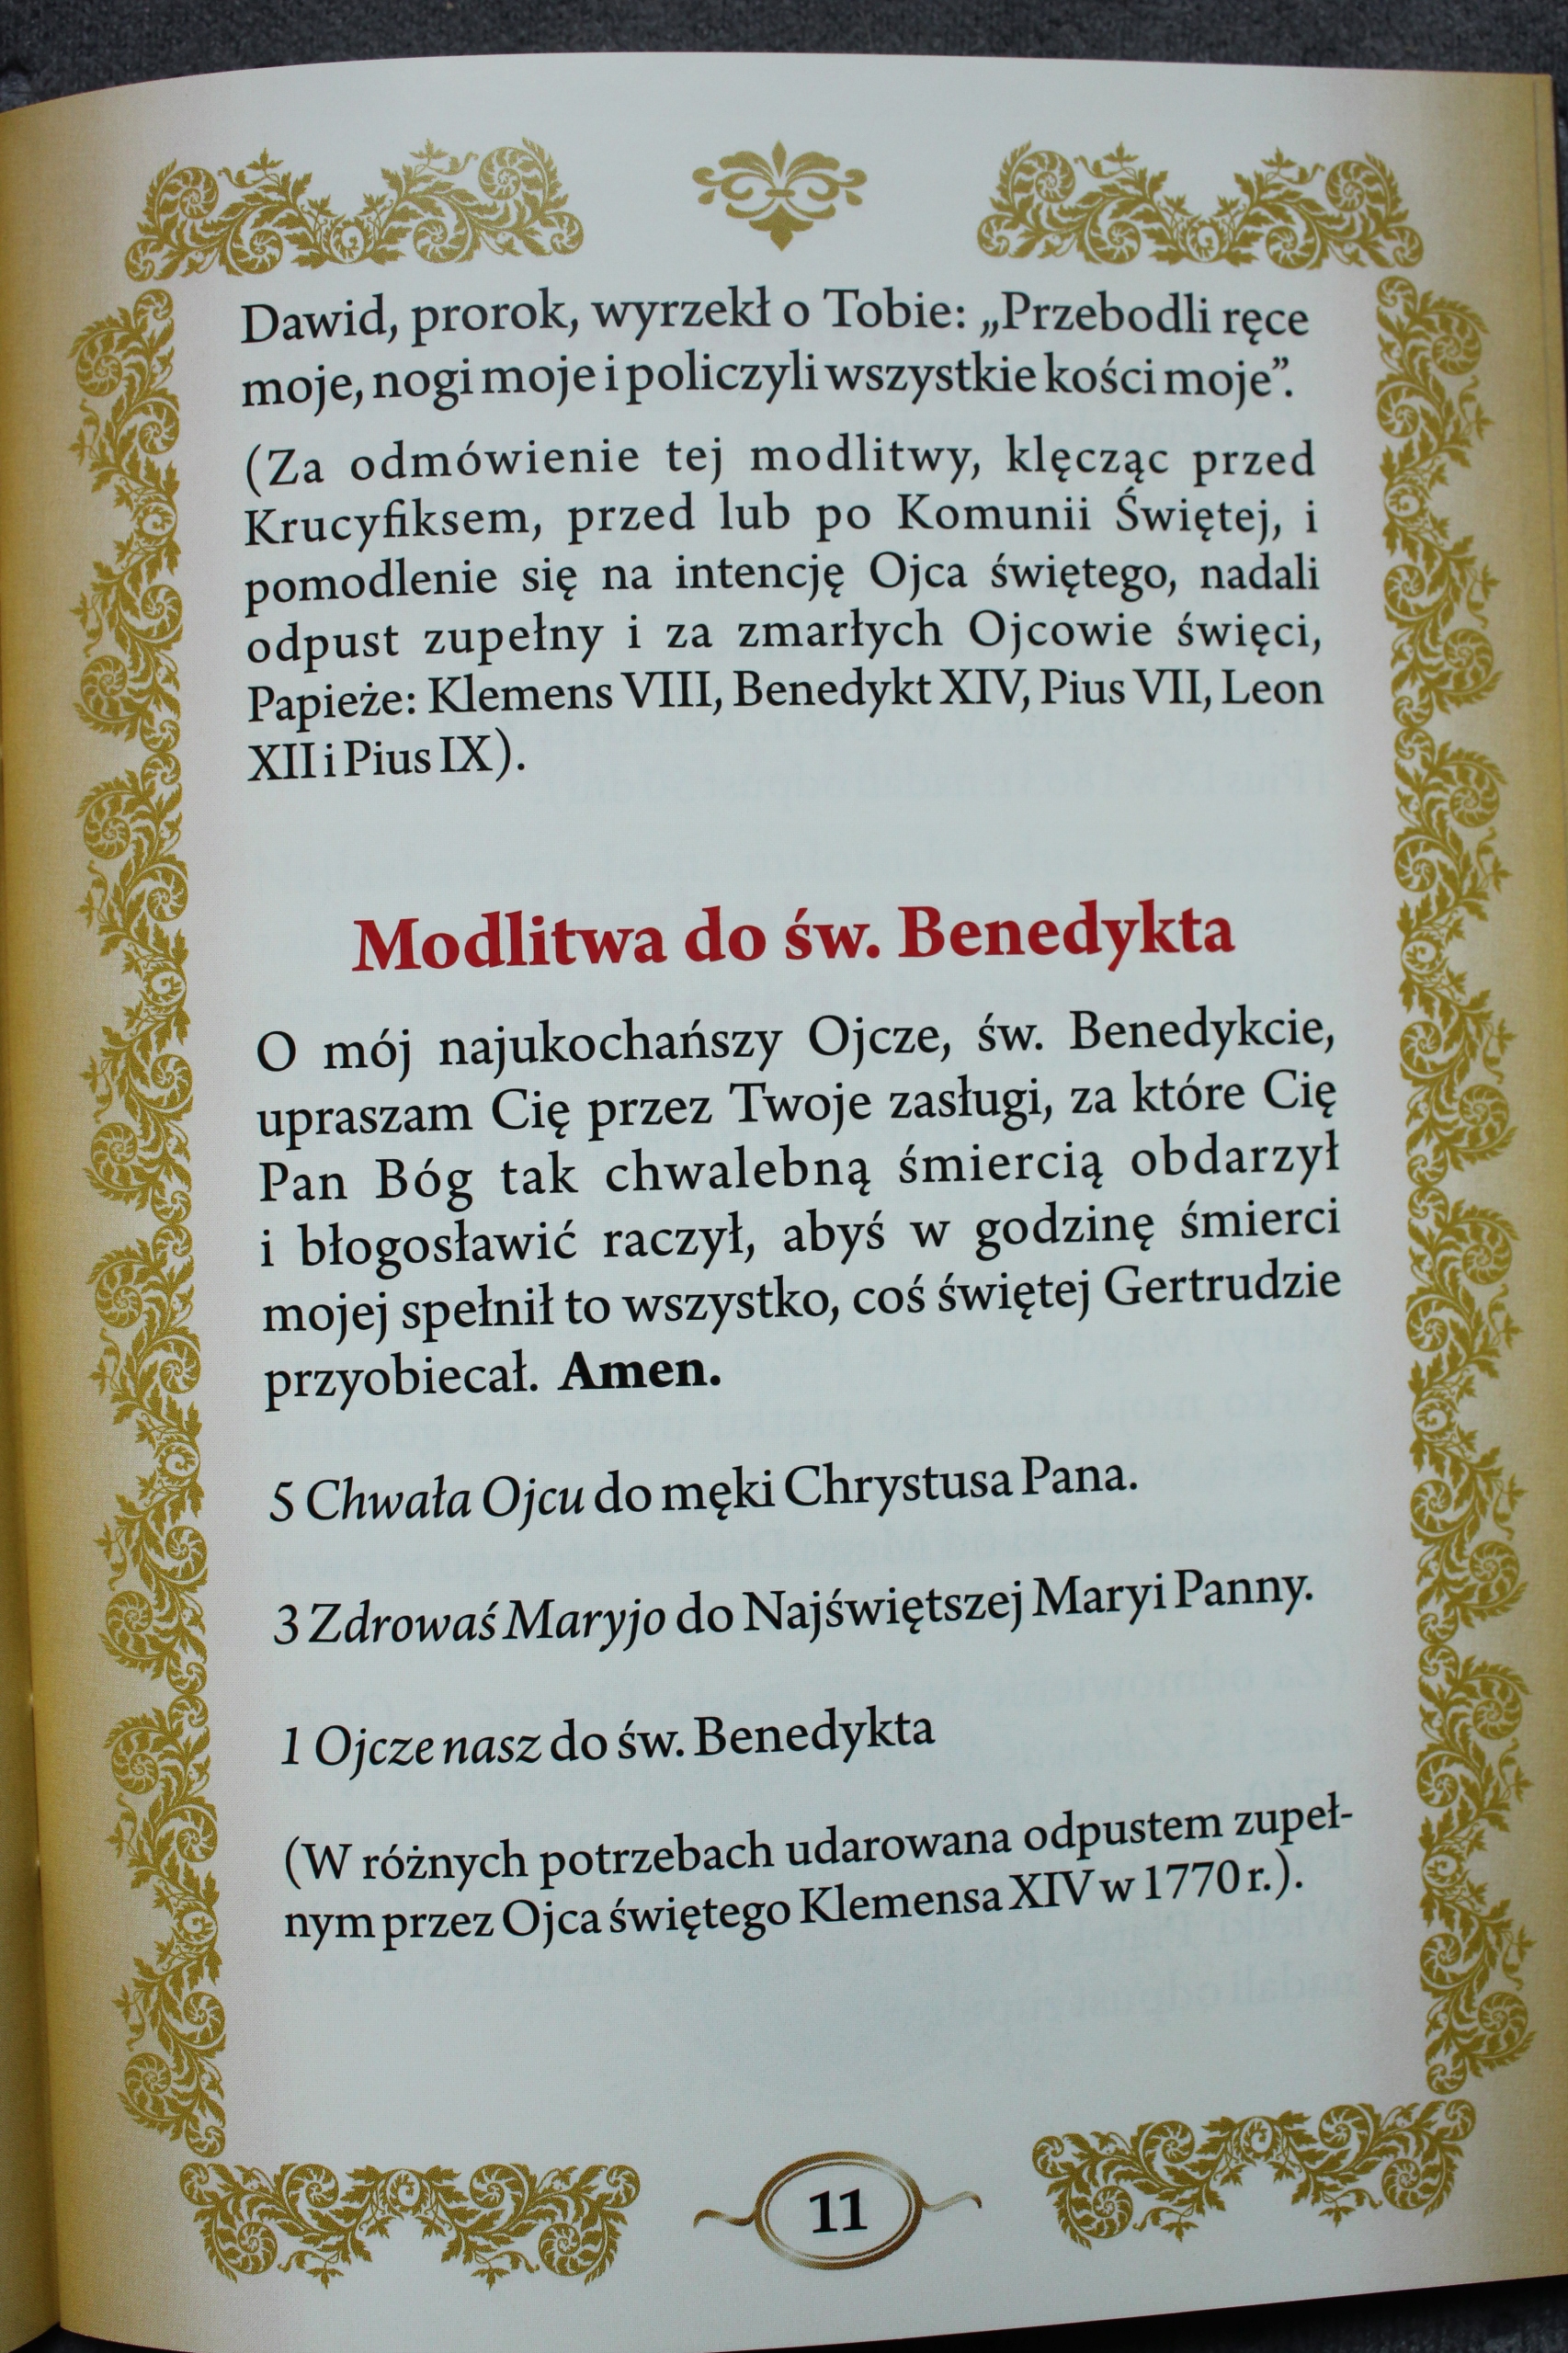 Dawid, prorok, wyrzekł o Tobie: „Przebodli ręce
moje, nogi moje i policzyli wszystkie kości moje”.
(Za odmówienie tej modlitwy, klęcząc przed
Krucyfiksem, przed lub po Komunii Świętej, i
pomodlenie się na intencję Ojca świętego, nadali
odpust zupełny i za zmarłych Ojcowie święci,
Papieże: Klemens VIII, Benedykt XIV, Pius VII, Leon
XII i Pius IX).
Modlitwa do św. Benedykta
O mój najukochańszy Ojcze, św. Benedykcie,
upraszam Cię przez Twoje zasługi, za które Cię
Pan Bóg tak chwalebną śmiercią obdarzył
i błogosławić raczył, abyś w godzinę śmierci
mojej spełnił to wszystko, coś świętej Gertrudzie
przyobiecał. Amen.
5 Chwała Ojcu do męki Chrystusa Pana.
3 Zdrowaś Maryjo do Najświętszej Maryi Panny.
1 Ojcze nasz do św. Benedykta
(W różnych potrzebach udarowana odpustem zupeł-
nym przez Ojca świętego Klemensa XIV w 1770 r.).
11